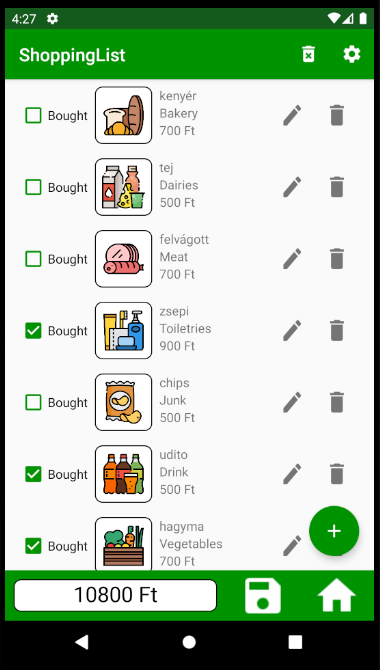 4:27
ShoppingList
Bought
kenyér
Bakery
700 Ft
Bought
tej
Dairies
500 Ft
Bought
felvágott
Meat
700 Ft
Bought
zsepi
Toiletries
900 Ft
Bought
chips
Junk
500 Ft
Bought
udito
Drink
500 Ft
Bought
hagyma
Vegetables
700 Ft
10800 Ft